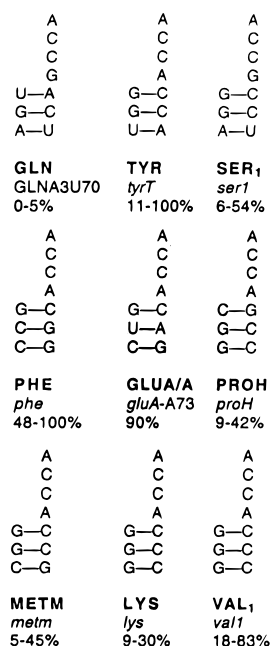 A A A
C C C
C C C
G A G
U—A G—C G—C
G—C G—C G—C
A—U U—A A—U
GLN TYR SER₁
GLNA3U70 tyrT ser1
0-5% 11-100% 6-54%
A A A
C C C
C C C
A A A
G—C G—C C—G
C—G U—A G—C
C—G C—G G—C
PHE GLUA/A PROH
phe gluA-A73 proH
48-100% 90% 9-42%
A A A
C C C
C C C
A A A
G—C G—C G—C
G—C G—C G—C
C—G G—C G—C
METM LYS VAL₁
metm lys val1
5-45% 9-30% 18-83%